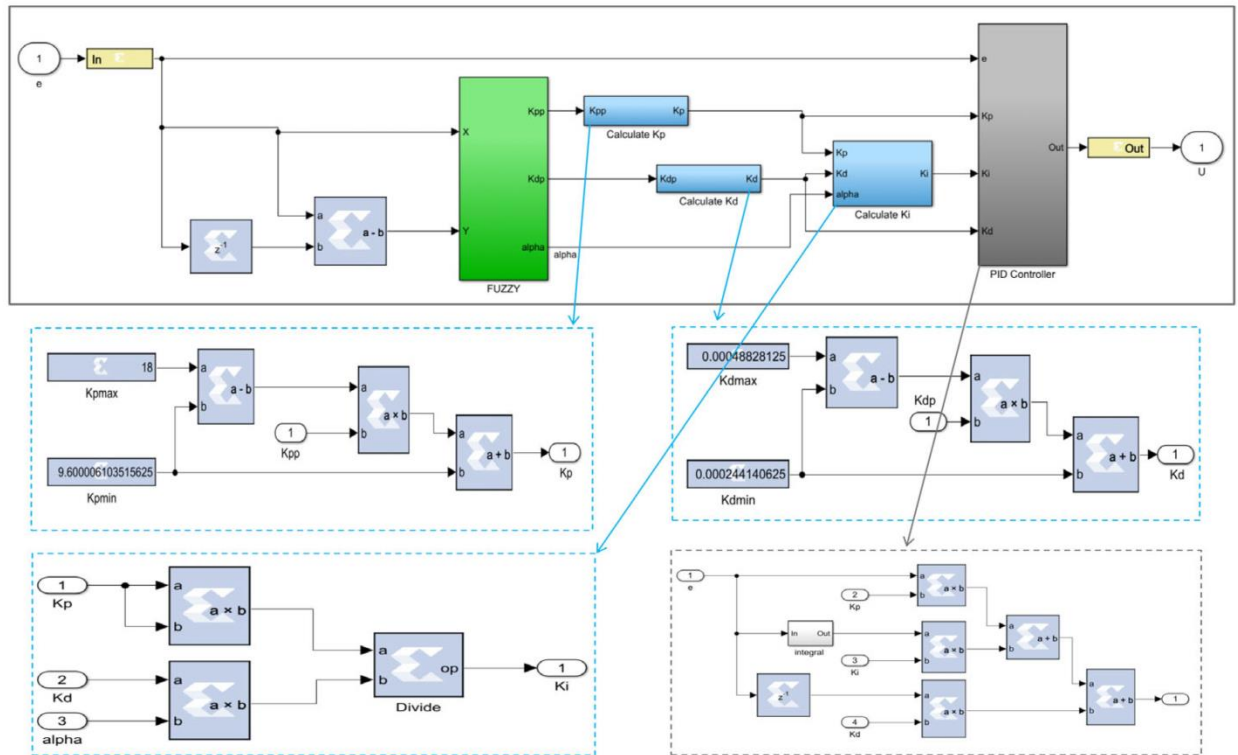 1
e
In
z-1
a
b
a - b
X
Y
Kpp
Kdp
alpha
FUZZY
alpha
Kpp Kp
Calculate Kp
Kdp Kd
Calculate Kd
Kp
Kd
alpha
Ki
Calculate Ki
e
Kp
Ki
Kd
Out
PID Controller
Out
1
U
18
Kpmax
9.600006103515625
Kpmin
a
b
a - b
1
Kpp
a
b
a × b
a
b
a + b
1
Kp
0.00048828125
Kdmax
0.000244140625
Kdmin
a
b
a - b
Kdp
1
a
b
a × b
a
b
a + b
1
Kd
1
Kp
2
Kd
3
alpha
a
b
a × b
a
b
a × b
a
b
op
Divide
1
Ki
1
e
2
Kp
In Out
integral
3
Ki
z-1
4
Kd
a
b
a × b
a
b
a × b
a
b
a × b
a
b
a + b
a
b
a + b
1